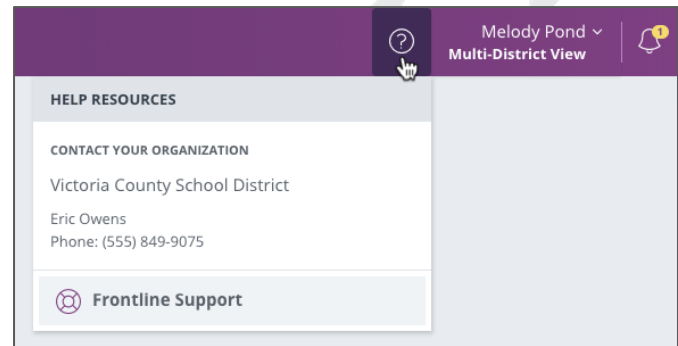 Melody Pond
Multi-District View
1
HELP RESOURCES
CONTACT YOUR ORGANIZATION
Victoria County School District
Eric Owens
Phone: (555) 849-9075
Frontline Support